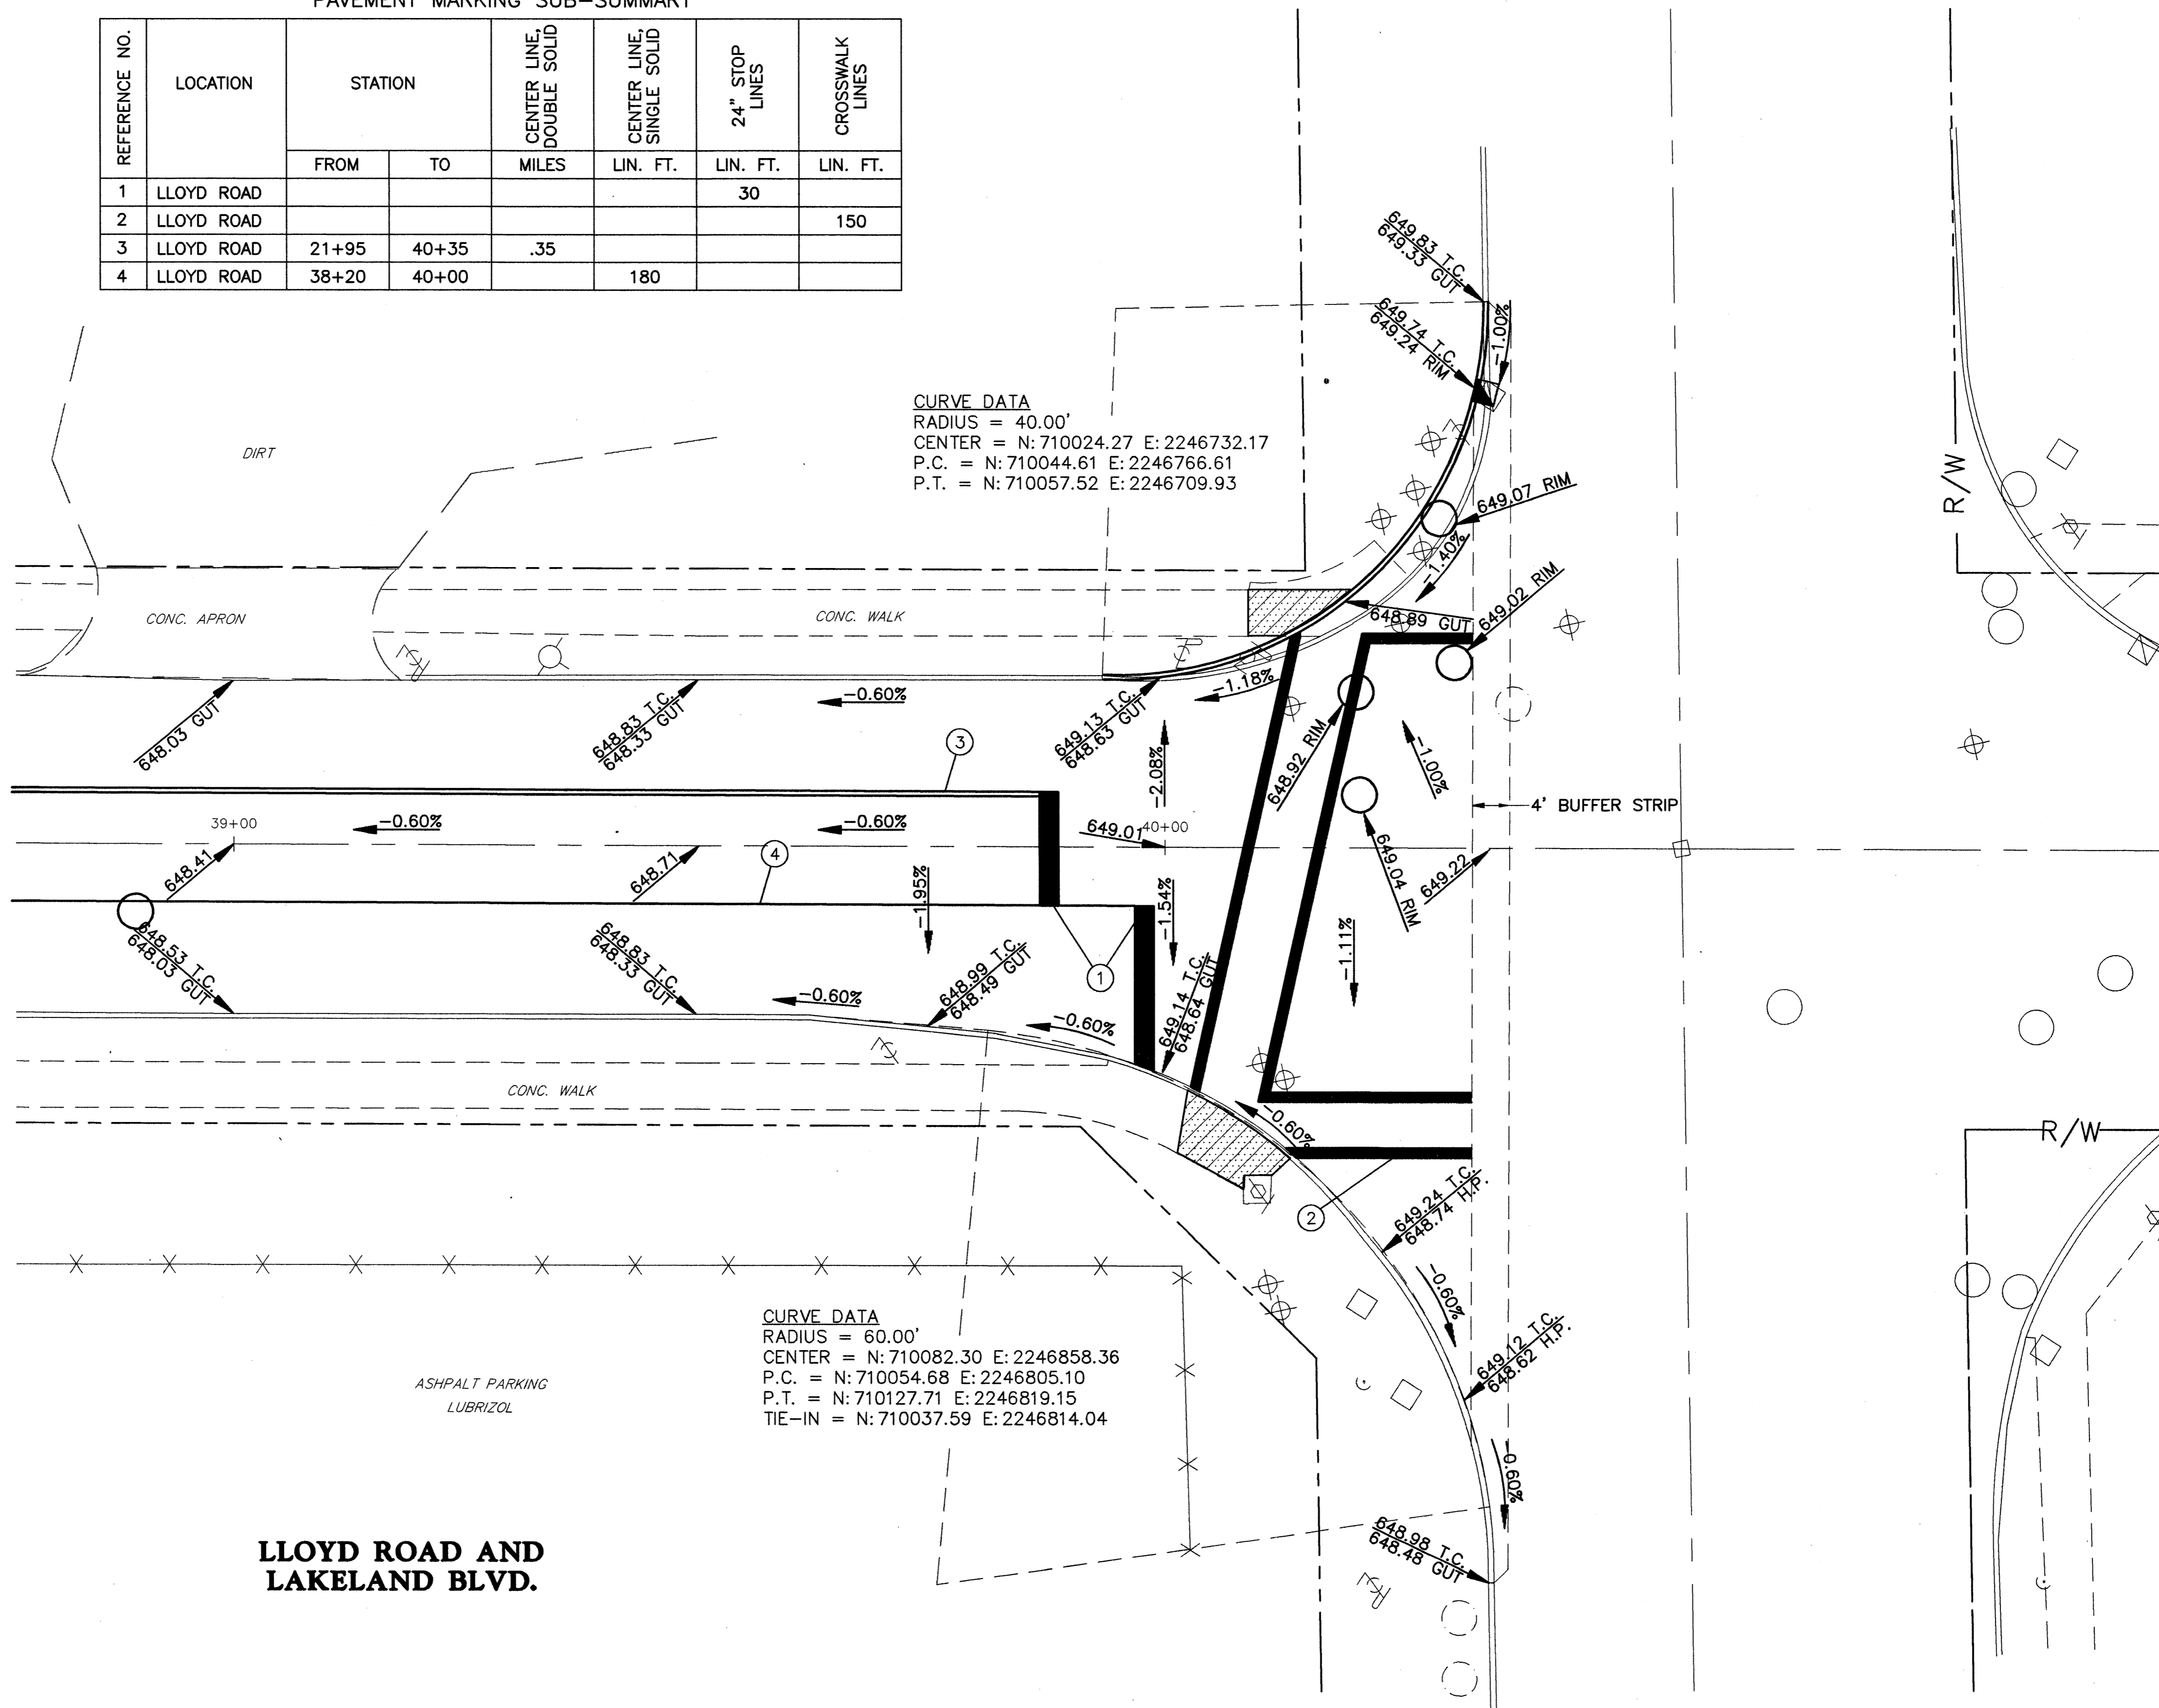 PAVEMENT MARKING SUB-SUMMARY
REFERENCE NO.
LOCATION
STATION
CENTER LINE,
DOUBLE SOLID
CENTER LINE,
SINGLE SOLID
24" STOP
LINES
CROSSWALK
LINES
FROM TO MILES LIN. FT. LIN. FT. LIN. FT.
1 LLOYD ROAD 30
2 LLOYD ROAD 150
3 LLOYD ROAD 21+95 40+35 .35
4 LLOYD ROAD 38+20 40+00 180
649.83 T.C.
649.33 GUT
-1.00%
649.74 T.C.
649.24 RIM
CURVE DATA
RADIUS = 40.00'
CENTER = N: 710024.27 E: 2246732.17
P.C. = N: 710044.61 E: 2246766.61
P.T. = N: 710057.52 E: 2246709.93
DIRT
R/W
649.07 RIM
-1.40%
649.02 RIM
648.89 GUT
CONC. APRON
CONC. WALK
648.03 GUT
648.83 T.C.
648.33 GUT
-0.60%
649.13 T.C.
648.63 GUT
-1.18%
-2.08%
648.92 RIM
-1.00%
3
4' BUFFER STRIP
39+00
-0.60%
-0.60%
649.01
40+00
648.41
648.71
4
-1.95%
-1.54%
649.04 RIM
649.22
648.53 T.C.
648.03 GUT
648.83 T.C.
648.33 GUT
648.99 T.C.
648.49 GUT
1
-1.11%
-0.60%
-0.60%
649.14 T.C.
648.64 GUT
CONC. WALK
-0.60%
R/W
2
649.24 T.C.
648.74 H.P.
-0.60%
649.12 T.C.
648.62 H.P.
CURVE DATA
RADIUS = 60.00'
CENTER = N: 710082.30 E: 2246858.36
P.C. = N: 710054.68 E: 2246805.10
P.T. = N: 710127.71 E: 2246819.15
TIE-IN = N: 710037.59 E: 2246814.04
ASHPALT PARKING
LUBRIZOL
-0.60%
648.98 T.C.
648.48 GUT
LLOYD ROAD AND
LAKELAND BLVD.